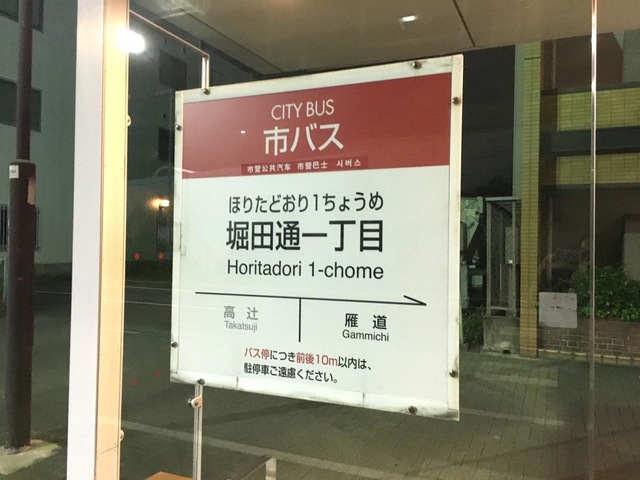 CITY BUS
市バス
市营公共汽车 市營巴士 시버스
ほりたどおり1ちょうめ
堀田通一丁目
Horitadori 1-chome
高辻
Takatsuji
雁道
Gammichi
バス停につき前後10m以内は、
駐停車ご遠慮ください。